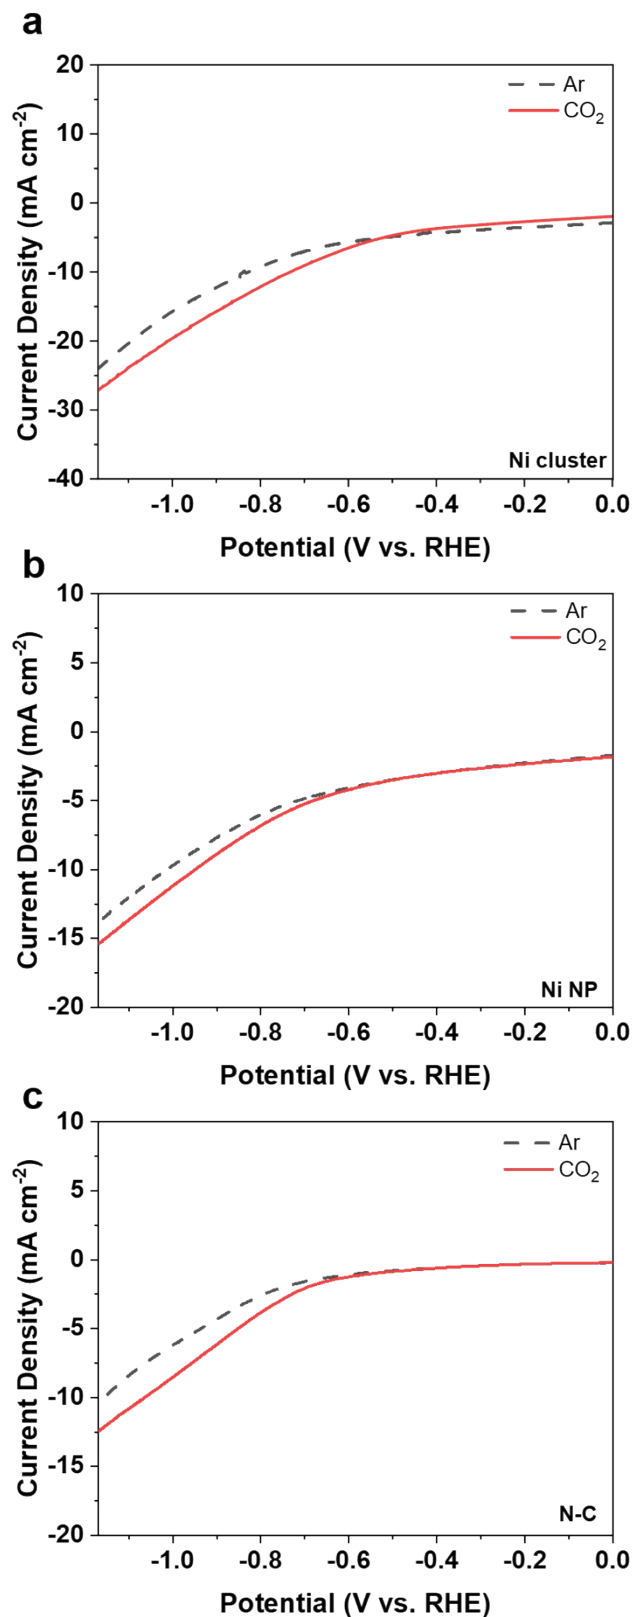 a
20
10
0
-10
-20
-30
-40
Current Density (mA cm-2)
Ar
CO2
Ni cluster
-1.0 -0.8 -0.6 -0.4 -0.2 0.0
Potential (V vs. RHE)
b
10
5
0
-5
-10
-15
-20
Current Density (mA cm-2)
Ar
CO2
Ni NP
-1.0 -0.8 -0.6 -0.4 -0.2 0.0
Potential (V vs. RHE)
c
10
5
0
-5
-10
-15
-20
Current Density (mA cm-2)
Ar
CO2
N-C
-1.0 -0.8 -0.6 -0.4 -0.2 0.0
Potential (V vs. RHE)